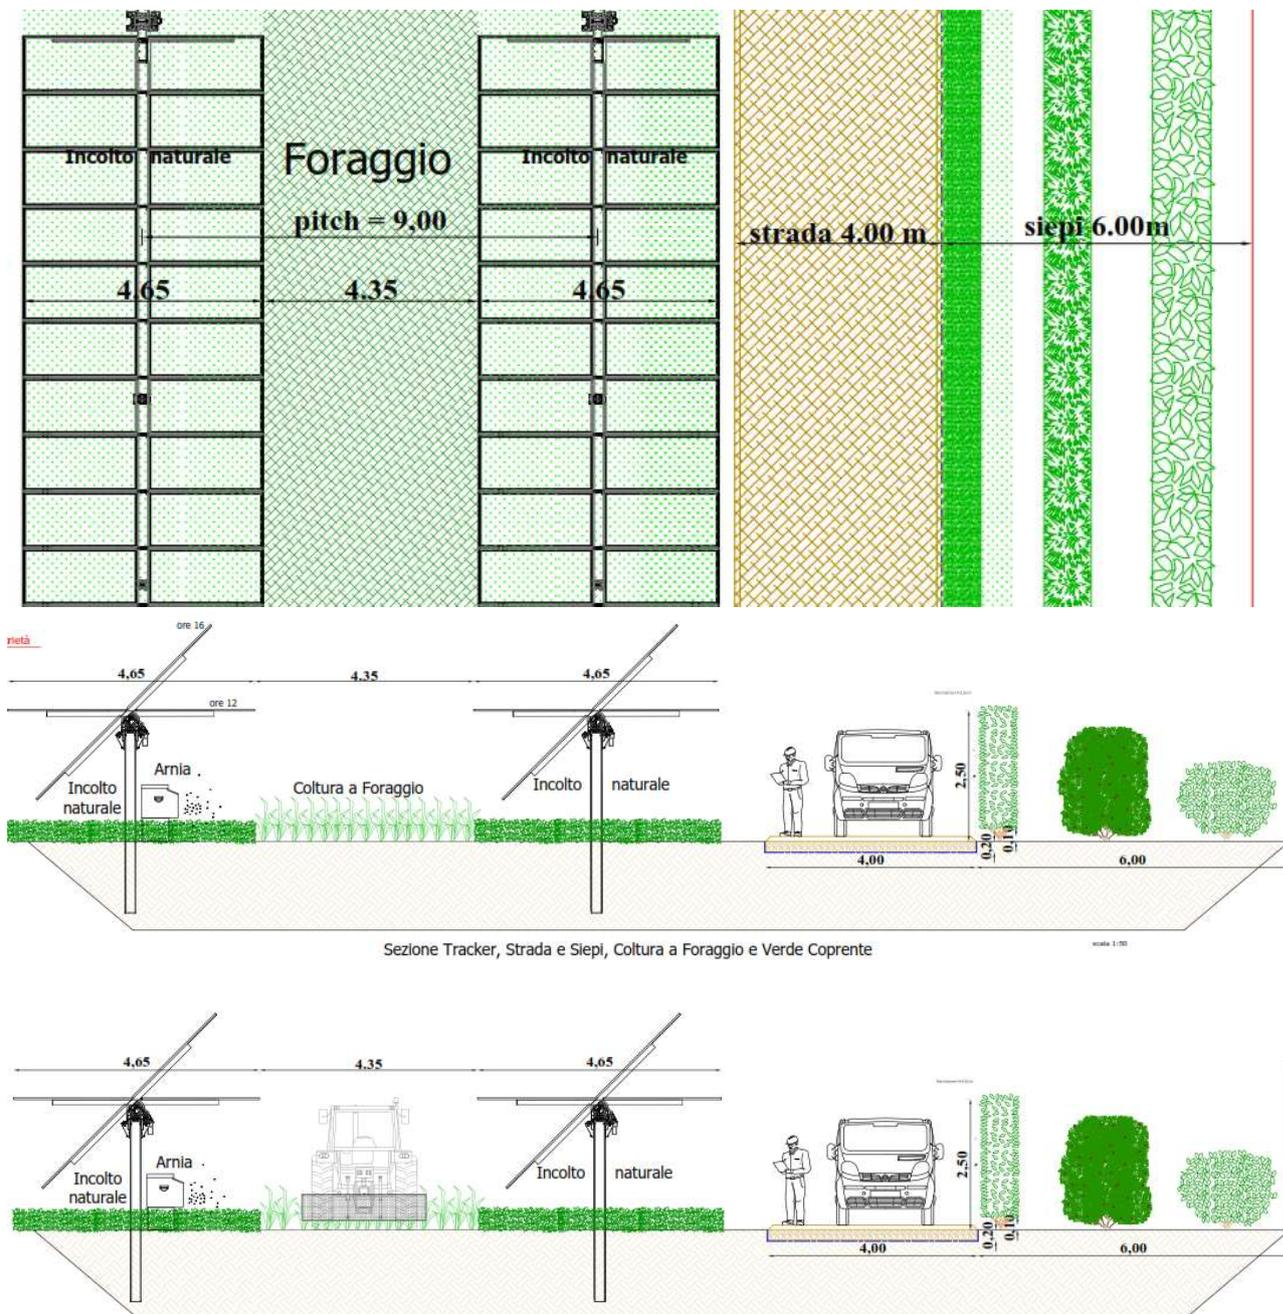 Incolto naturale
Foraggio
Incolto naturale
pitch = 9,00
strada 4.00 m
siepi 6.00m
4.65
4.35
4.65
ore 16
rietà
4,65
4.35
4,65
ore 12
Arnia
Incolto
naturale
Coltura a Foraggio
Incolto naturale
2,50
0,20
0,10
4,00
6,00
Sezione Tracker, Strada e Siepi, Coltura a Foraggio e Verde Coprente
scala 1:50
4,65
4.35
4,65
Arnia
Incolto
naturale
Incolto naturale
2,50
0,20
0,10
4,00
6,00